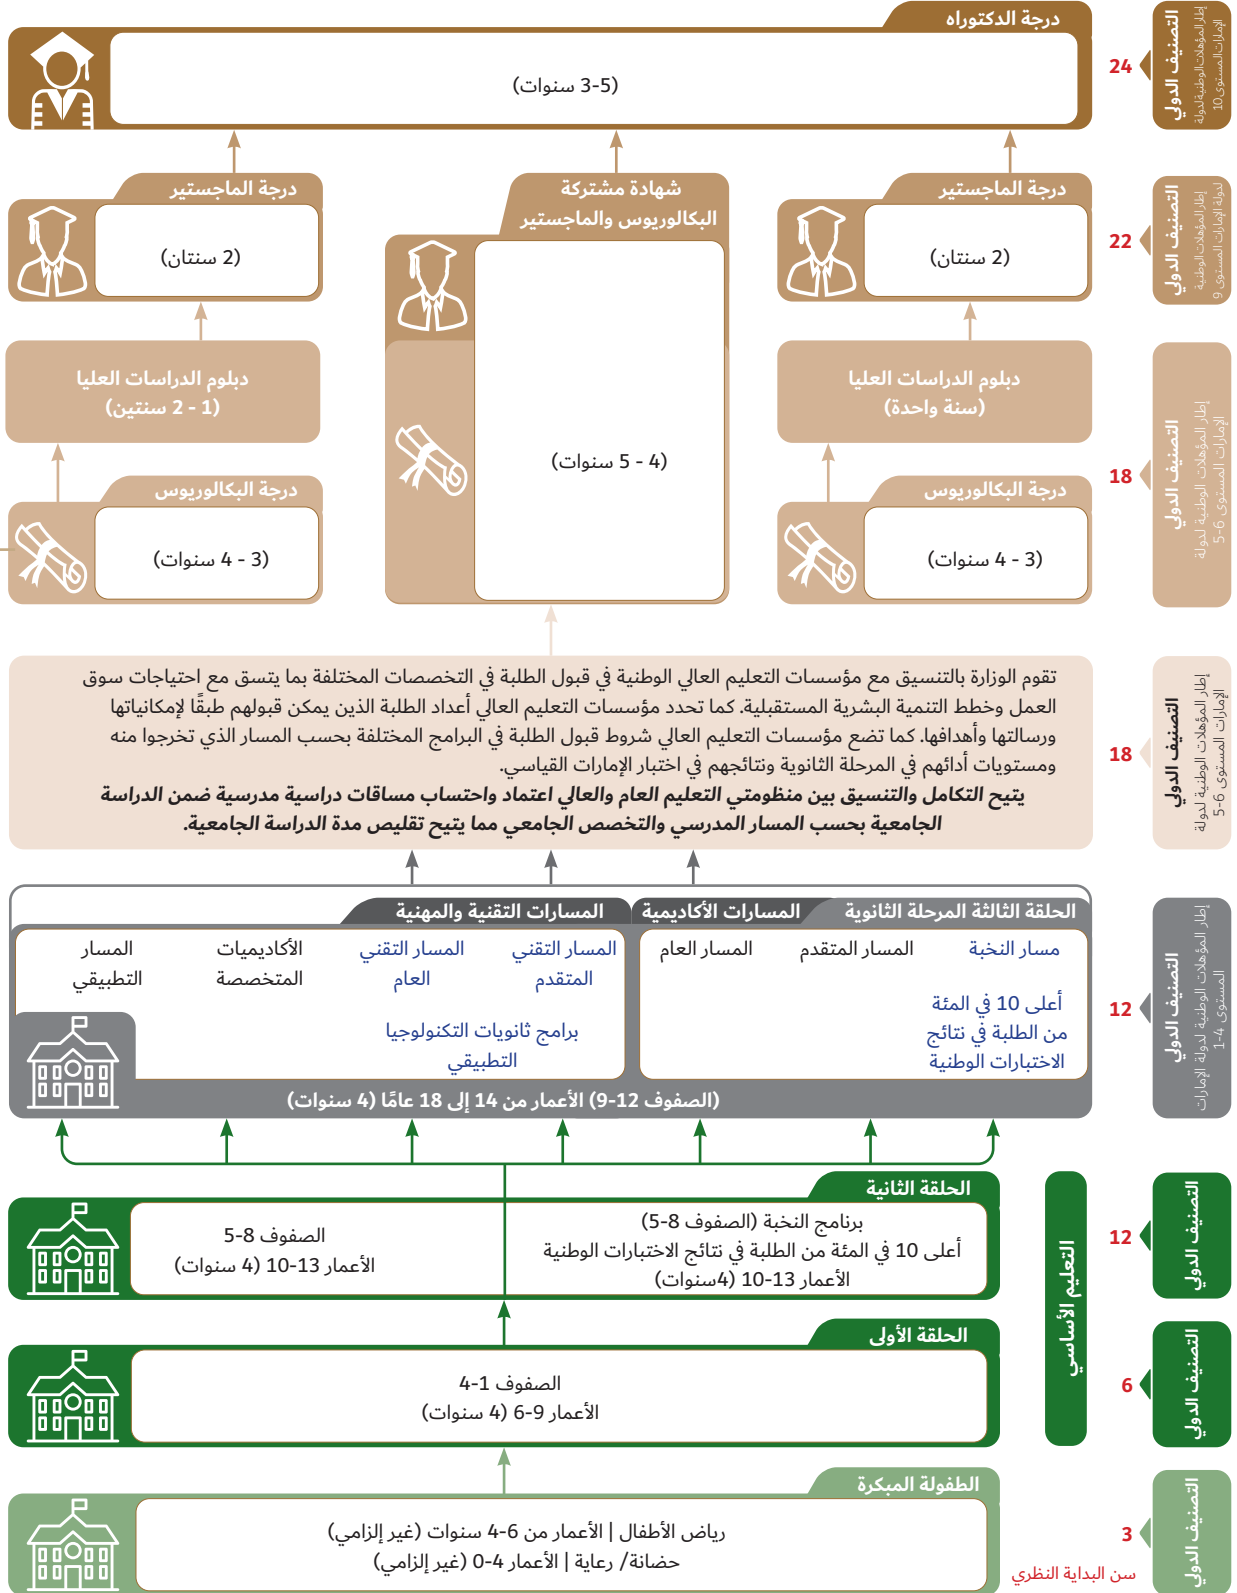 درجة الدكتوراه
(3-5 سنوات)
24
التصنيف الدولي
إطار المؤهلات الوطنية لدولة
الإمارات المستوى 10
درجة الماجستير
(2 سنتان)
شهادة مشتركة
البكالوريوس والماجستير
(4 - 5 سنوات)
درجة الماجستير
(2 سنتان)
22
التصنيف الدولي
إطار المؤهلات الوطنية
لدولة الإمارات المستوى 9
دبلوم الدراسات العليا
(سنة واحدة)
دبلوم الدراسات العليا
(1 - 2 سنتين)
درجة البكالوريوس
(3 - 4 سنوات)
درجة البكالوريوس
(3 - 4 سنوات)
18
التصنيف الدولي
إطار المؤهلات الوطنية لدولة
الإمارات المستوى 6-5
تقوم الوزارة بالتنسيق مع مؤسسات التعليم العالي الوطنية في قبول الطلبة في التخصصات المختلفة بما يتسق مع احتياجات سوق
العمل وخطط التنمية البشرية المستقبلية. كما تحدد مؤسسات التعليم العالي أعداد الطلبة الذين يمكن قبولهم طبقًا لإمكانياتها
ورسالتها وأهدافها. كما تضع مؤسسات التعليم العالي شروط قبول الطلبة في البرامج المختلفة بحسب المسار الذي تخرجوا منه
ومستويات أدائهم في المرحلة الثانوية ونتائجهم في اختبار الإمارات القياسي.
يتيح التكامل والتنسيق بين منظومتي التعليم العام والعالي اعتماد واحتساب مساقات دراسية مدرسية ضمن الدراسة
الجامعية بحسب المسار المدرسي والتخصص الجامعي مما يتيح تقليص مدة الدراسة الجامعية.
18
التصنيف الدولي
إطار المؤهلات الوطنية لدولة
الإمارات المستوى 6-5
الحلقة الثالثة المرحلة الثانوية
المسارات الأكاديمية
المسارات التقنية والمهنية
مسار النخبة
أعلى 10 في المئة
من الطلبة في نتائج
الاختبارات الوطنية
المسار المتقدم
المسار العام
المسار التقني
المتقدم
المسار التقني
العام
برامج ثانويات التكنولوجيا
التطبيقي
الأكاديميات
المتخصصة
المسار
التطبيقي
(الصفوف 12-9) الأعمار من 14 إلى 18 عامًا (4 سنوات)
12
التصنيف الدولي
إطار المؤهلات الوطنية لدولة الإمارات
المستوى 4-1
الحلقة الثانية
برنامج النخبة (الصفوف 8-5)
أعلى 10 في المئة من الطلبة في نتائج الاختبارات الوطنية
الأعمار 13-10 (4سنوات)
الصفوف 8-5
الأعمار 13-10 (4 سنوات)
12
التصنيف الدولي
التعليم الأساسي
الحلقة الأولى
الصفوف 1-4
الأعمار 9-6 (4 سنوات)
6
التصنيف الدولي
الطفولة المبكرة
رياض الأطفال | الأعمار من 6-4 سنوات (غير إلزامي)
حضانة/ رعاية | الأعمار 4-0 (غير إلزامي)
3
سن البداية النظري
التصنيف الدولي